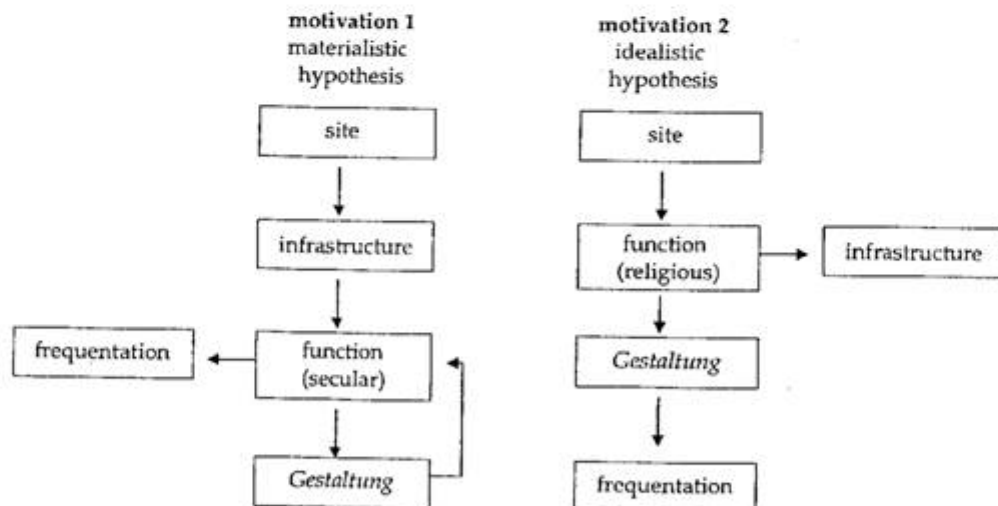 motivation 1
materialistic
hypothesis
site
infrastructure
frequentation
function
(secular)
Gestaltung
motivation 2
idealistic
hypothesis
site
function
(religious)
infrastructure
Gestaltung
frequentation